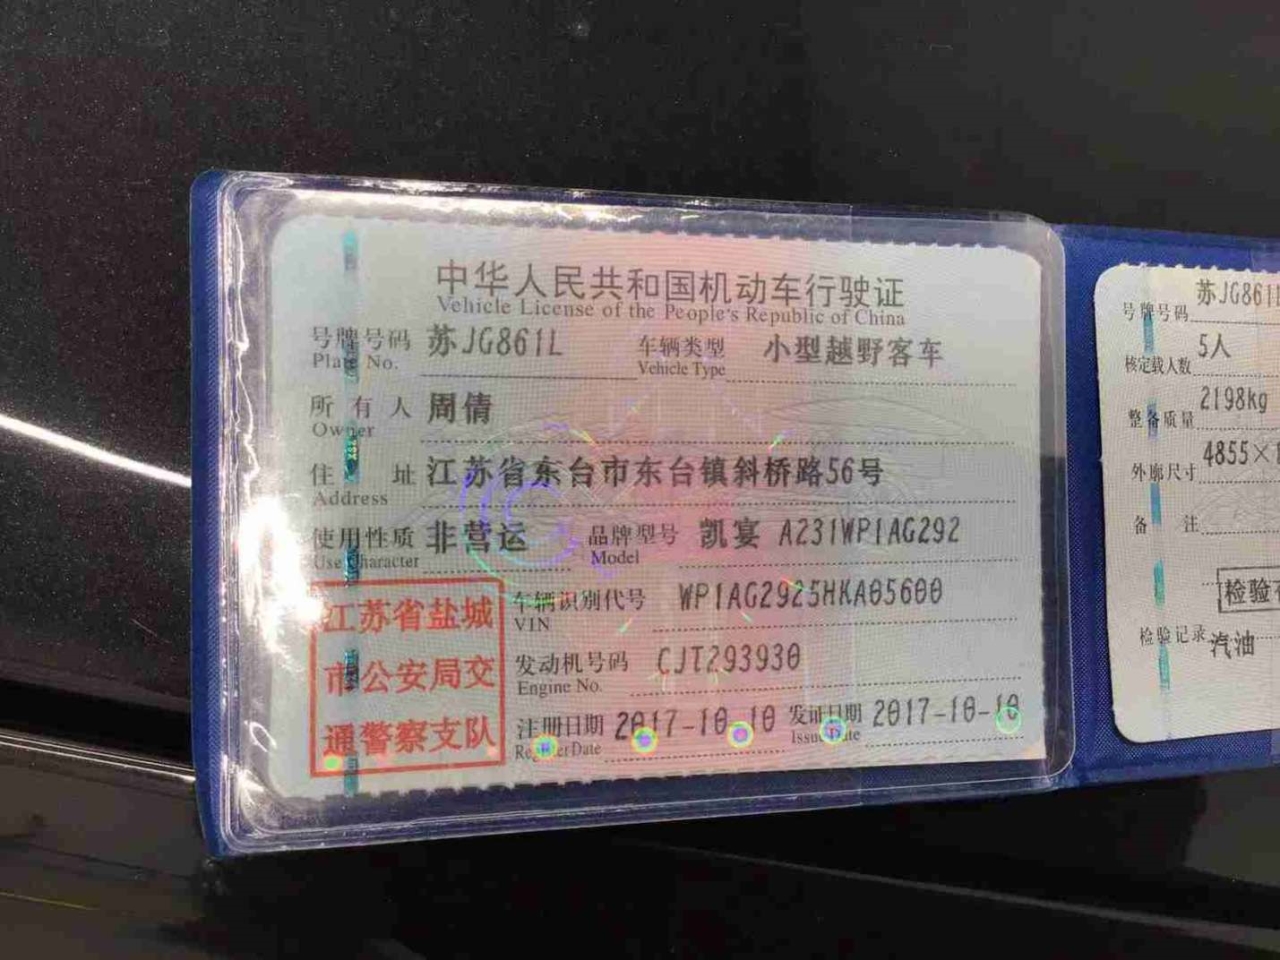 中华人民共和国机动车行驶证
Vehicle License of the People's Republic of China
号牌号码 苏JG861L 车辆类型 小型越野客车
Plate No. Vehicle Type
所有人 周倩
Owner
住址 江苏省东台市东台镇斜桥路56号
Address
使用性质 非营运 品牌型号 凯宴 A231WP1AG292
Use Character Model
江苏省盐城
市公安局交
通警察支队
车辆识别代号 WP1AG2925HKA05600
VIN
发动机号码 CJT293930
Engine No.
注册日期 2017-10-10 发证日期 2017-10-10
Register Date Issue Date
号牌号码 苏JG861
核定载人数 5人
整备质量 2198kg
外廓尺寸 4855×1
备注
检验
检验记录 汽油